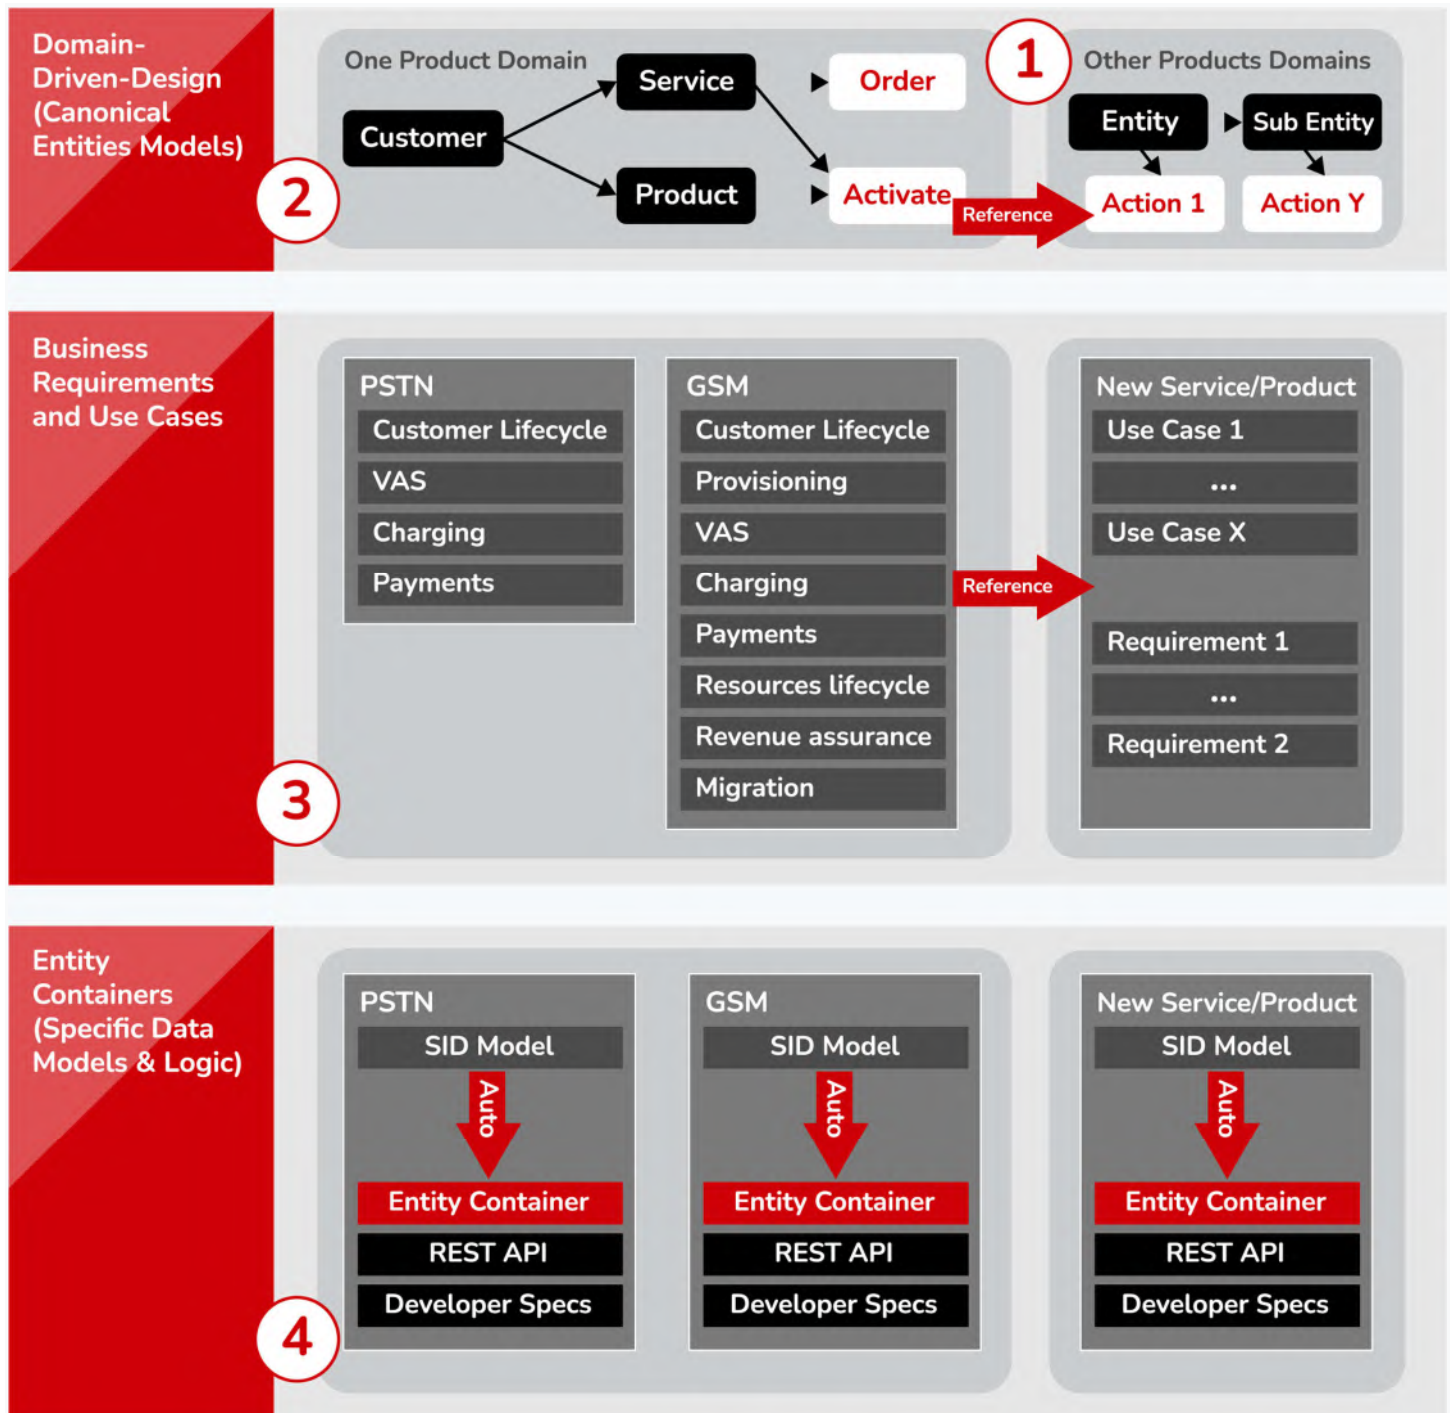 Domain-
Driven-Design
(Canonical
Entities Models)
2
One Product Domain
Customer
Service
Product
Order
Activate
Reference
1
Other Products Domains
Entity
Sub Entity
Action 1
Action Y
Business
Requirements
and Use Cases
3
PSTN
Customer Lifecycle
VAS
Charging
Payments
GSM
Customer Lifecycle
Provisioning
VAS
Charging
Payments
Resources lifecycle
Revenue assurance
Migration
Reference
New Service/Product
Use Case 1
...
Use Case X
Requirement 1
...
Requirement 2
Entity
Containers
(Specific Data
Models & Logic)
4
PSTN
SID Model
Auto
Entity Container
REST API
Developer Specs
GSM
SID Model
Auto
Entity Container
REST API
Developer Specs
New Service/Product
SID Model
Auto
Entity Container
REST API
Developer Specs